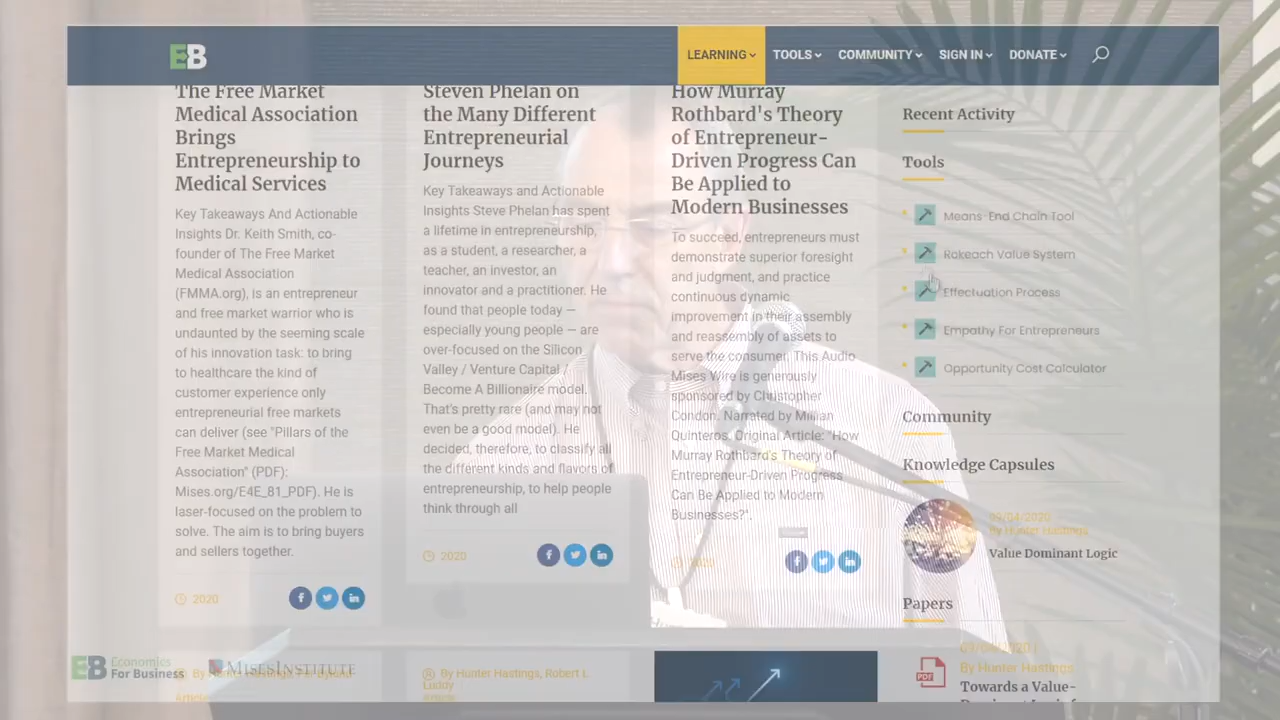 EB
LEARNING
TOOLS
COMMUNITY
SIGN IN
DONATE
The Free Market
Medical Association
Brings
Entrepreneurship to
Medical Services
Key Takeaways And Actionable
Insights Dr. Keith Smith, co-
founder of The Free Market
Medical Association
(FMMA.org), is an entrepreneur
and free market warrior who is
undaunted by the seeming scale
of his innovation task: to bring
to healthcare the kind of
customer experience only
entrepreneurial free markets
can deliver (see "Pillars of the
Free Market Medical
Association" (PDF):
Mises.org/E4E_81_PDF). He is
laser-focused on the problem to
solve. The aim is to bring buyers
and sellers together.
2020
Steven Phelan on
the Many Different
Entrepreneurial
Journeys
Key Takeaways and Actionable
Insights Steve Phelan has spent
a lifetime in entrepreneurship,
as a student, a researcher, a
teacher, an investor, an
innovator and a practitioner. He
found that people today —
especially young people — are
over-focused on the Silicon
Valley / Venture Capital /
Become A Billionaire model.
That's pretty rare (and may not
even be a good model). He
decided, therefore, to classify all
the different kinds and flavors of
entrepreneurship, to help people
think through all
2020
How Murray
Rothbard's Theory
of Entrepreneur-
Driven Progress Can
Be Applied to
Modern Businesses
To succeed, entrepreneurs must
demonstrate superior foresight
and judgment, and practice
continuous dynamic
improvement in their assembly
and reassembly of assets to
serve the consumer. This Audio
Mises Wire is generously
sponsored by Christopher
Condon. Narrated by Millian
Quinteros. Original Article: "How
Murray Rothbard's Theory of
Entrepreneur-Driven Progress
Can Be Applied to Modern
Businesses?".
2020
Recent Activity
Tools
Means-End Chain Tool
Rokeach Value System
Effectuation Process
Empathy For Entrepreneurs
Opportunity Cost Calculator
Community
Knowledge Capsules
09/04/2020
By Hunter Hastings
Value Dominant Logic
Papers
By Hunter Hastings
Towards a Value-
PDF
EB Economics
For Business
MISESINSTITUTE
By Hunter Hastings, Robert L
Luddy